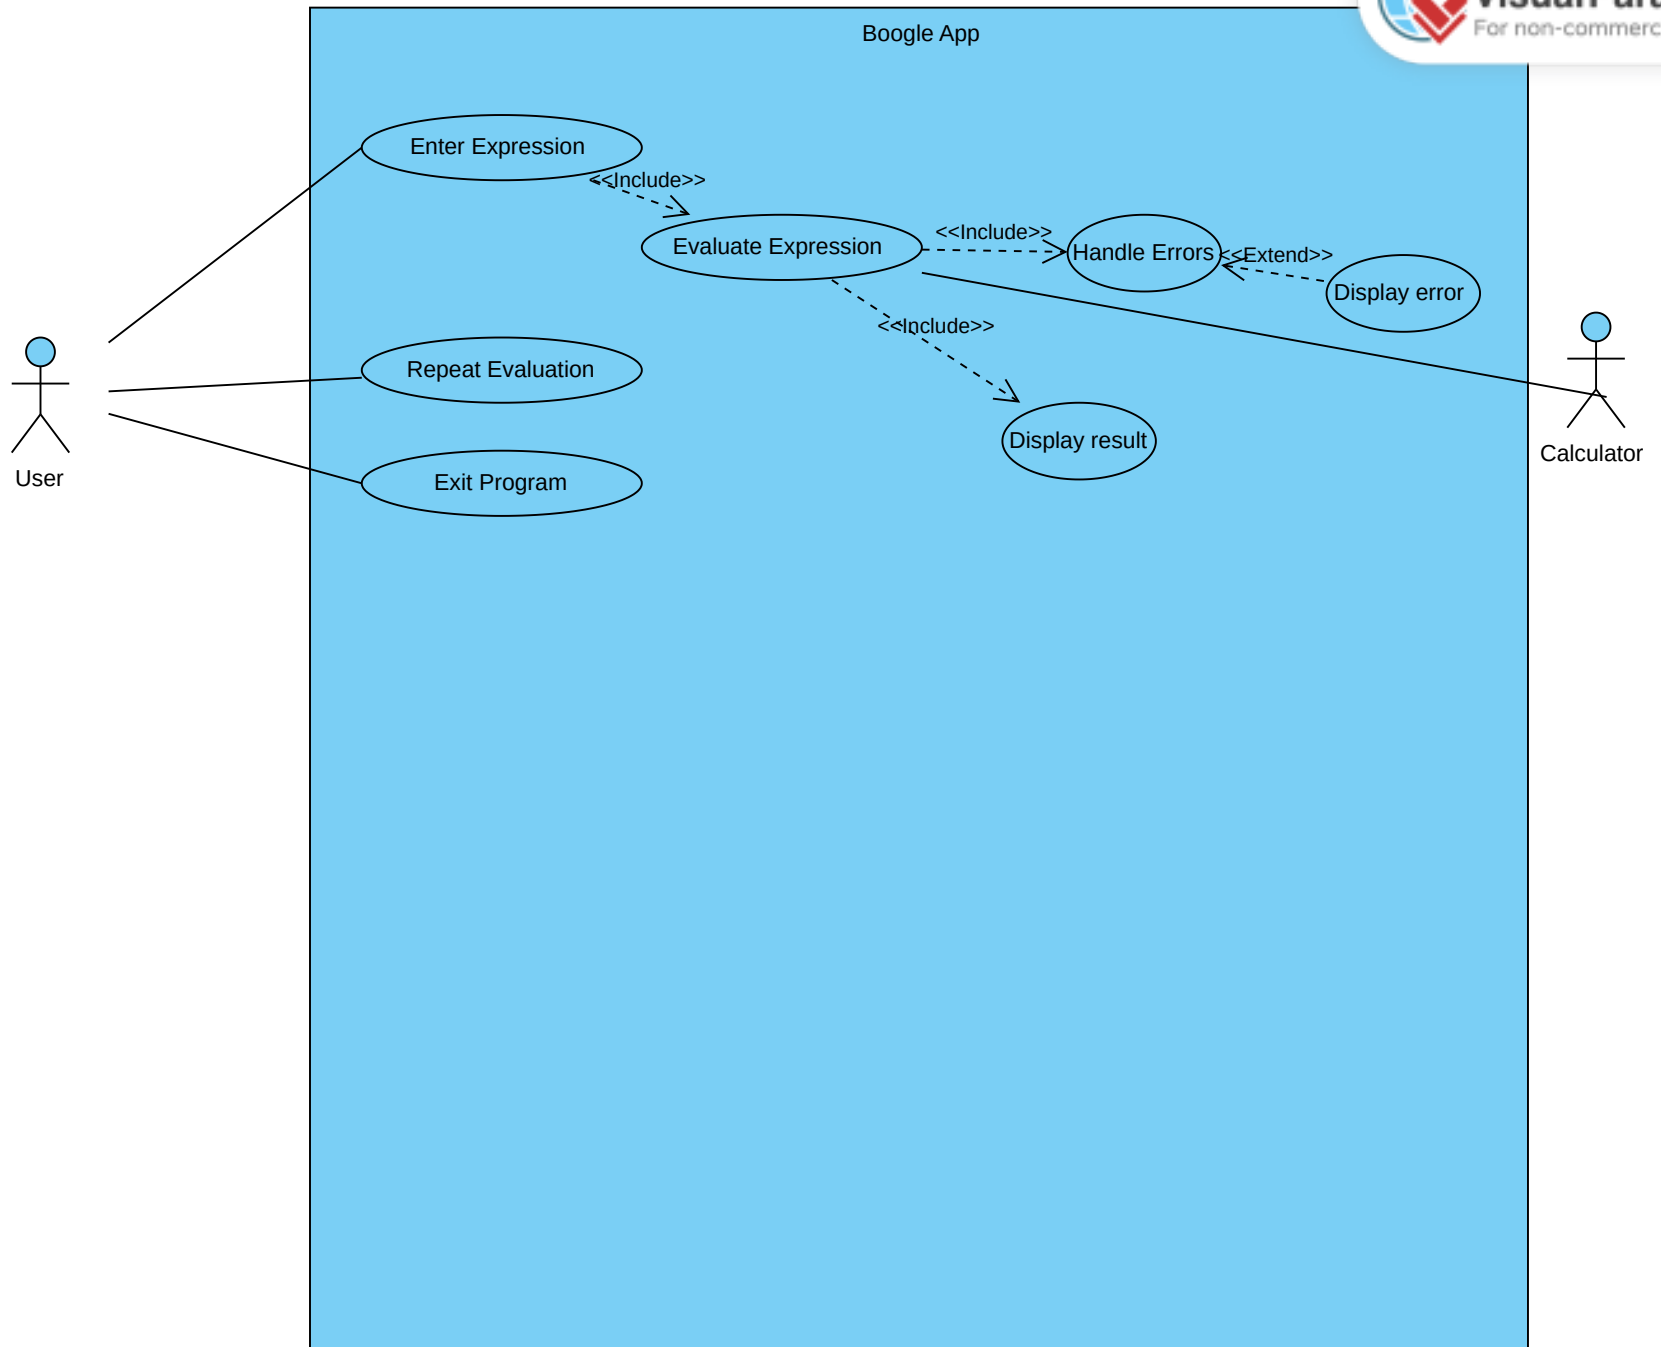 Boogle App
For non-commerc
Enter Expression
<<Include>>
Evaluate Expression
<<Include>>
Handle Errors
<<Extend>>
Display error
<<Include>>
Repeat Evaluation
Display result
Exit Program
User
Calculator